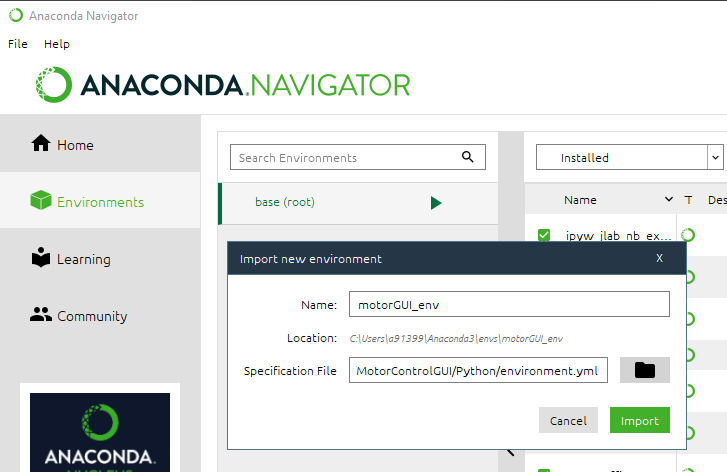 Anaconda Navigator
File Help
ANACONDA.NAVIGATOR
Home
Environments
Learning
Community
Search Environments
base (root)
Installed
Name T Des
ipyw_jlab_nb_ex...
Import new environment X
Name: motorGUI_env
Location: C:\Users\a91399\Anaconda3\envs\motorGUI_env
Specification File MotorControlGUI/Python/environment.yml
Cancel Import
ANACONDA
NUCLEUS